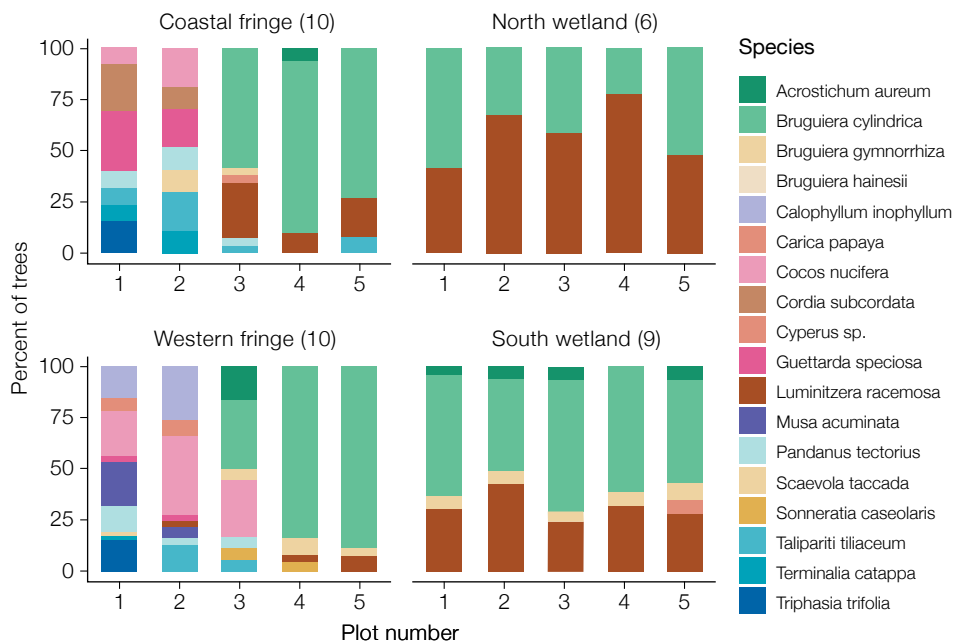 Coastal fringe (10)
North wetland (6)
100
75
50
25
0
1 2 3 4 5
1 2 3 4 5
Western fringe (10)
South wetland (9)
100
75
50
25
0
1 2 3 4 5
1 2 3 4 5
Percent of trees
Plot number
Species
Acrostichum aureum
Bruguiera cylindrica
Bruguiera gymnorrhiza
Bruguiera hainesii
Calophyllum inophyllum
Carica papaya
Cocos nucifera
Cordia subcordata
Cyperus sp.
Guettarda speciosa
Luminitzera racemosa
Musa acuminata
Pandanus tectorius
Scaevola taccada
Sonneratia caseolaris
Talipariti tiliaceum
Terminalia catappa
Triphasia trifolia